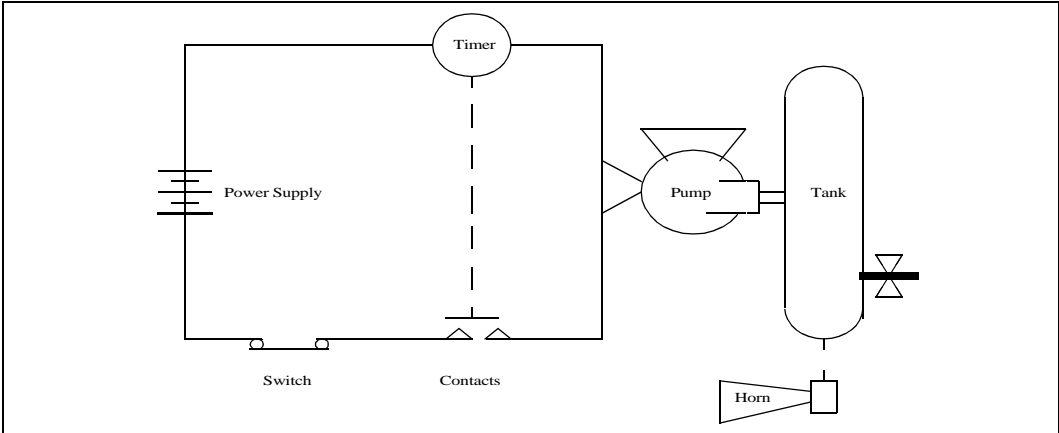 Timer
Power Supply
Pump
Tank
Switch
Contacts
Horn